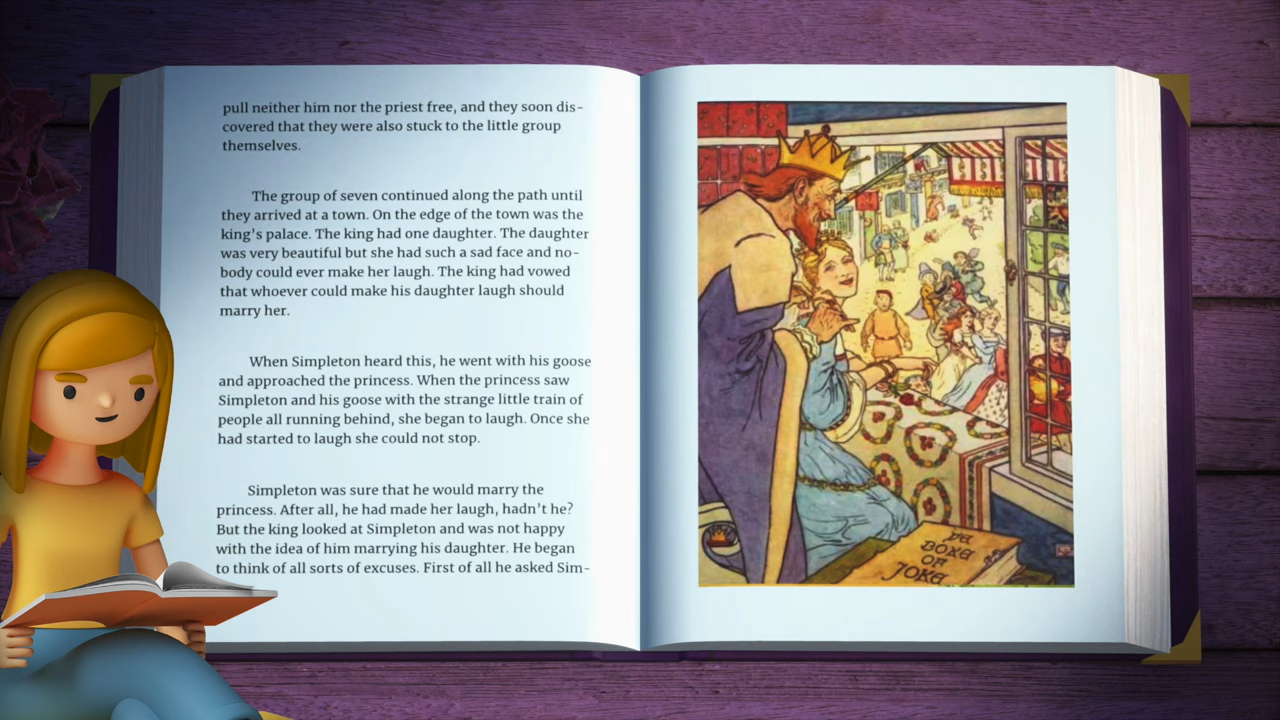 pull neither him nor the priest free, and they soon dis-
covered that they were also stuck to the little group
themselves.
The group of seven continued along the path until
they arrived at a town. On the edge of the town was the
king's palace. The king had one daughter. The daughter
was very beautiful but she had such a sad face and no-
body could ever make her laugh. The king had vowed
that whoever could make his daughter laugh should
marry her.
When Simpleton heard this, he went with his goose
and approached the princess. When the princess saw
Simpleton and his goose with the strange little train of
people all running behind, she began to laugh. Once she
had started to laugh she could not stop.
Simpleton was sure that he would marry the
princess. After all, he had made her laugh, hadn't he?
But the king looked at Simpleton and was not happy
with the idea of him marrying his daughter. He began
to think of all sorts of excuses. First of all he asked Sim-
YE
BOKE
OF
JOKE